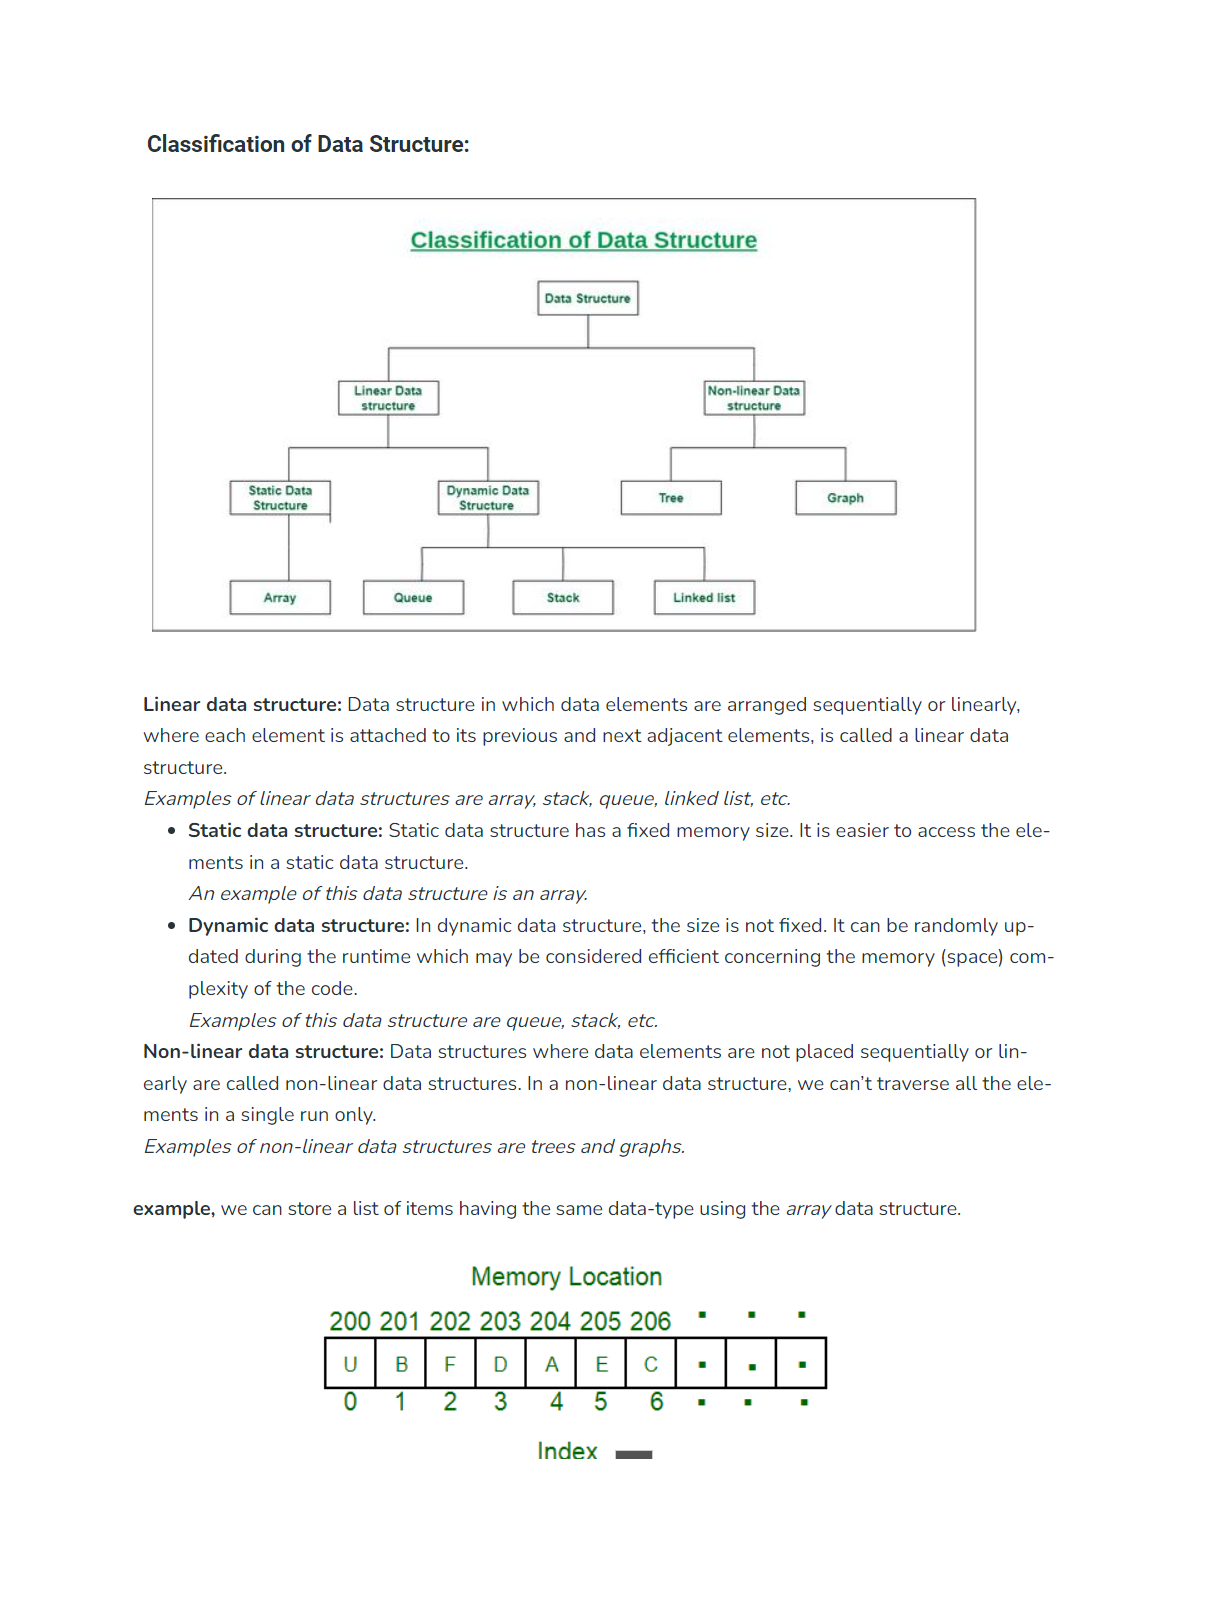 Classification of Data Structure:
Classification of Data Structure
Data Structure
Linear Data
structure
Non-linear Data
structure
Static Data
Structure
Dynamic Data
Structure
Tree
Graph
Array
Queue
Stack
Linked list
Linear data structure: Data structure in which data elements are arranged sequentially or linearly,
where each element is attached to its previous and next adjacent elements, is called a linear data
structure.
Examples of linear data structures are array, stack, queue, linked list, etc.
• Static data structure: Static data structure has a fixed memory size. It is easier to access the ele-
ments in a static data structure.
An example of this data structure is an array.
• Dynamic data structure: In dynamic data structure, the size is not fixed. It can be randomly up-
dated during the runtime which may be considered efficient concerning the memory (space) com-
plexity of the code.
Examples of this data structure are queue, stack, etc.
Non-linear data structure: Data structures where data elements are not placed sequentially or lin-
early are called non-linear data structures. In a non-linear data structure, we can’t traverse all the ele-
ments in a single run only.
Examples of non-linear data structures are trees and graphs.
example, we can store a list of items having the same data-type using the array data structure.
Memory Location
200 201 202 203 204 205 206 . . .
U B F D A E C . . .
0 1 2 3 4 5 6 . . .
Index